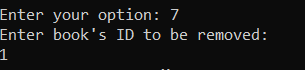 Enter your option: 7
Enter book's ID to be removed:
1